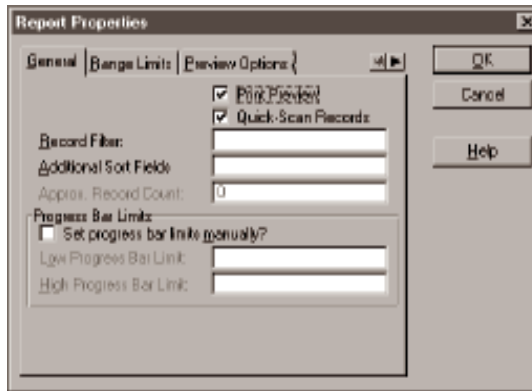 Report Properties
General Range Limits Preview Options
OK
Cancel
Help
Print Preview
Quick-Scan Records
Record Filter:
Additional Sort Fields
Approx. Record Count: 0
Progress Bar Limits
Set progress bar limits manually?
Low Progress Bar Limit:
High Progress Bar Limit: